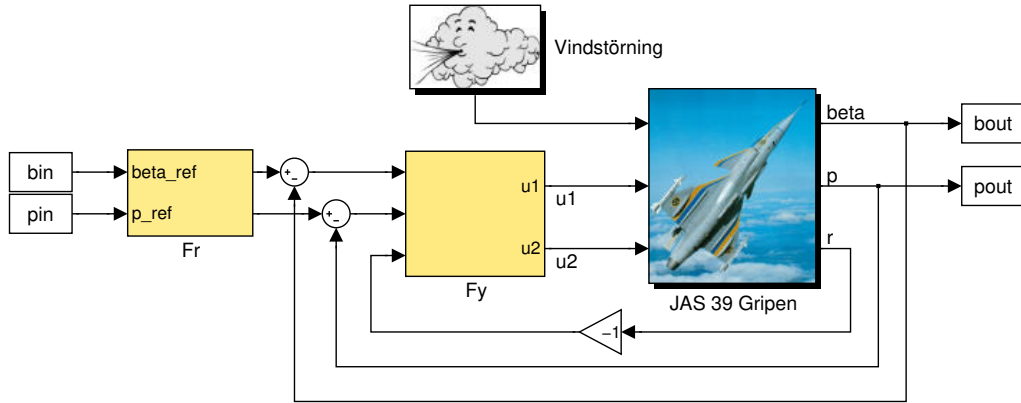 Vindstörning
beta
bout
bin
beta_ref
+
−
u1
u1
p
pout
pin
p_ref
+
−
Fr
u2
u2
r
Fy
JAS 39 Gripen
−1